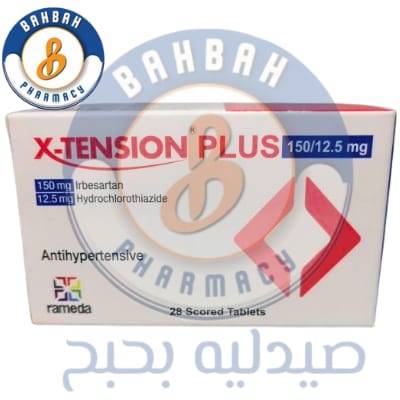 BAHBAH
PHARMACY
BAHBAH
X-TENSION® PLUS 150/12.5 mg
150 mg Irbesartan
12.5 mg Hydrochlorothiazide
PHARMACY
Antihypertensive
rameda
28 Scored Tablets
صيدليه بحبح